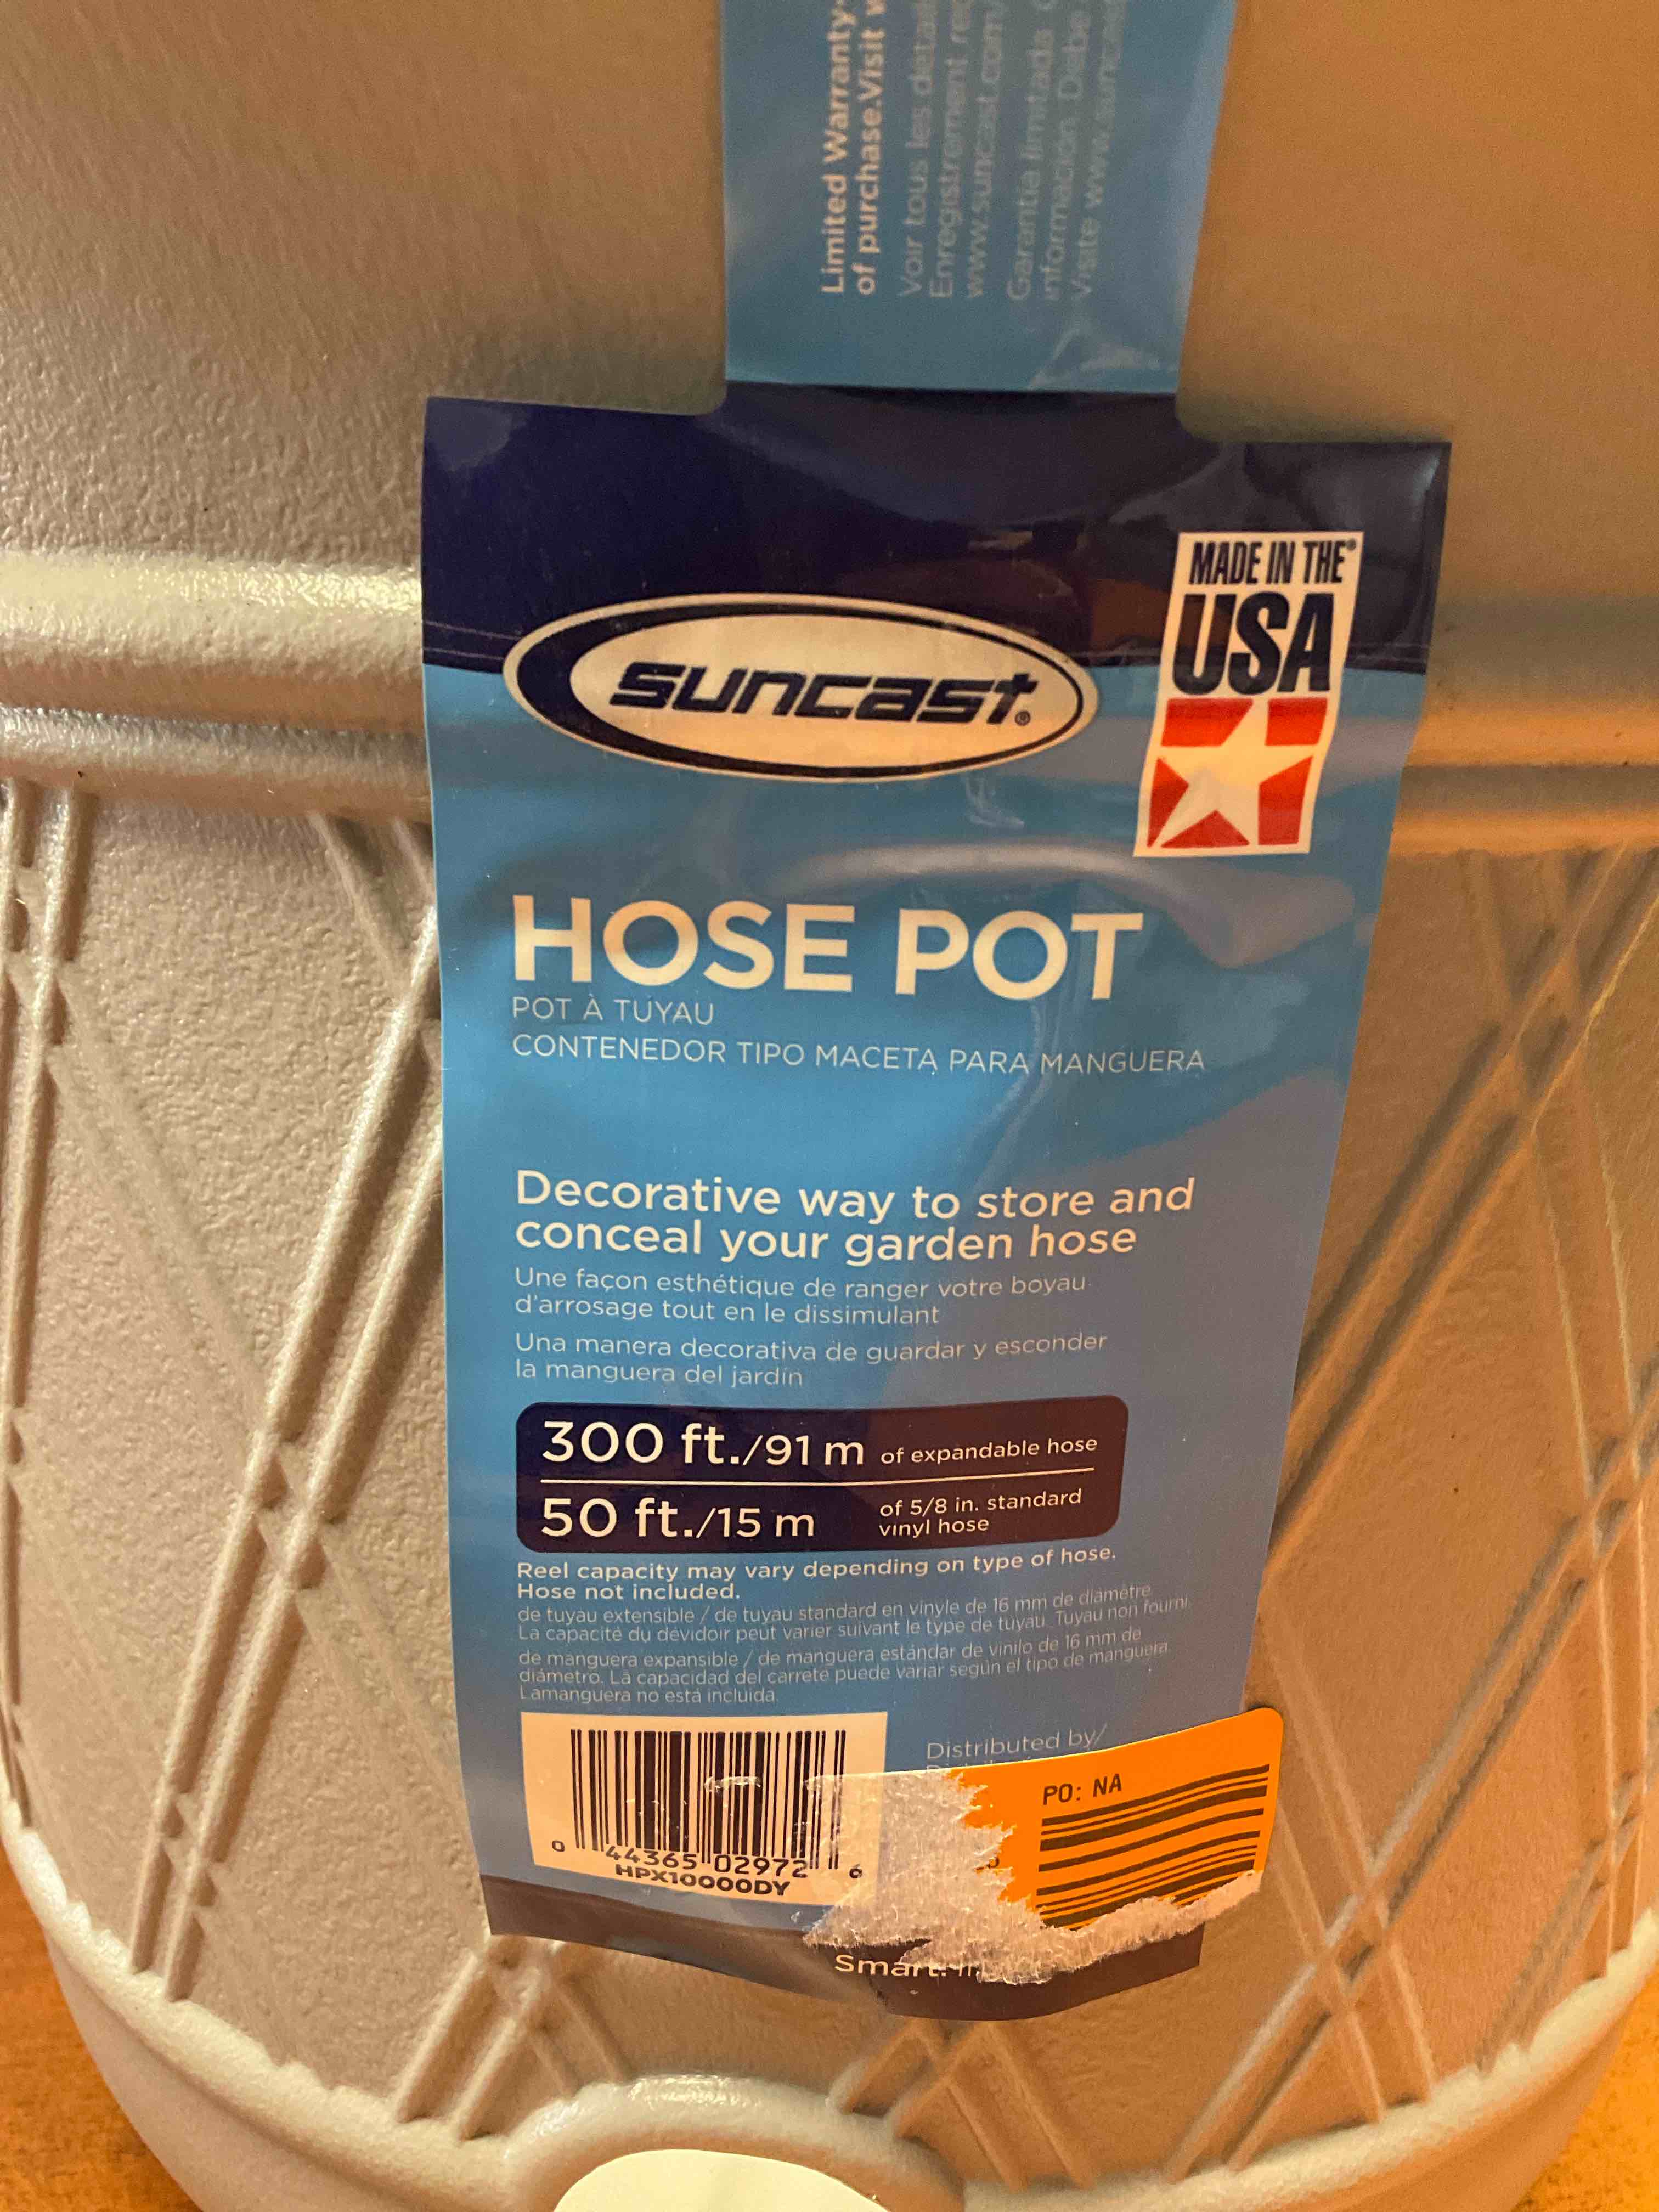 Limited Warranty
of purchase.Visit
Voir tous les
Enregistrement
www.suncast.com
Garantía limitada
información. Debe
Visite
MADE IN THE®
USA
suncast®
HOSE POT
POT À TUYAU
CONTENEDOR TIPO MACETA PARA MANGUERA
Decorative way to store and
conceal your garden hose
Une façon esthétique de ranger votre boyau
d'arrosage tout en le dissimulant
Una manera decorativa de guardar y esconder
la manguera del jardín
300 ft./91 m of expandable hose
50 ft./15 m of 5/8 in. standard
vinyl hose
Reel capacity may vary depending on type of hose.
Hose not included.
de tuyau extensible / de tuyau standard en vinyle de 16 mm de diamètre
La capacité du dévidoir peut varier suivant le type de tuyau. Tuyau non fourni.
de manguera expansible / de manguera estándar de vinilo de 16 mm de
diámetro. La capacidad del carrete puede variar según el tipo de manguera.
Lamanguera no está incluida.
Distributed by/
PO: NA
0 44365 02972 6
HPX10000DY